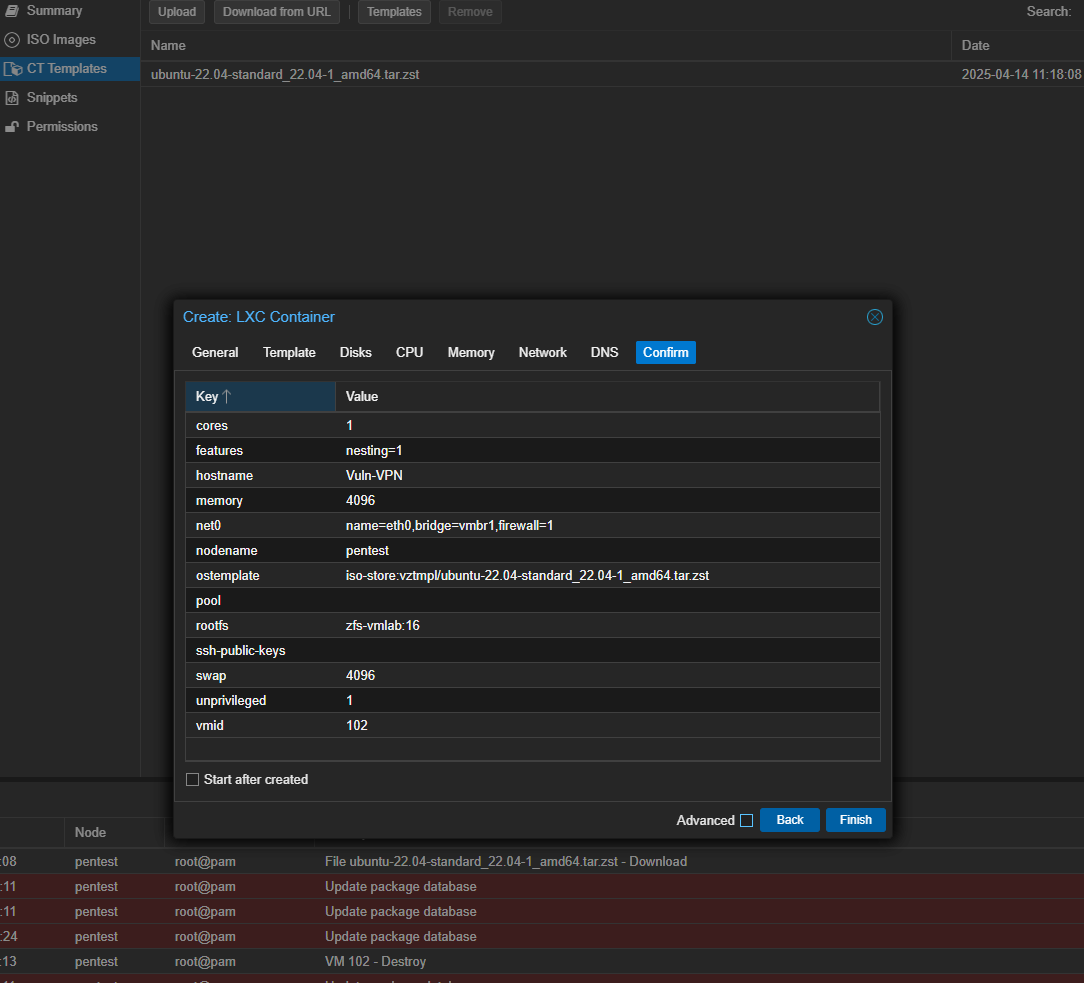 Summary
ISO Images
CT Templates
Snippets
Permissions
Upload Download from URL Templates Remove Search:
Name Date
ubuntu-22.04-standard_22.04-1_amd64.tar.zst 2025-04-14 11:18:08
Create: LXC Container
General Template Disks CPU Memory Network DNS Confirm
Key Value
cores 1
features nesting=1
hostname Vuln-VPN
memory 4096
net0 name=eth0,bridge=vmbr1,firewall=1
nodename pentest
ostemplate iso-store:vztmpl/ubuntu-22.04-standard_22.04-1_amd64.tar.zst
pool
rootfs zfs-vmlab:16
ssh-public-keys
swap 4096
unprivileged 1
vmid 102
Start after created
Advanced Back Finish
Node
:08 pentest root@pam File ubuntu-22.04-standard_22.04-1_amd64.tar.zst - Download
:11 pentest root@pam Update package database
:11 pentest root@pam Update package database
:24 pentest root@pam Update package database
:13 pentest root@pam VM 102 - Destroy